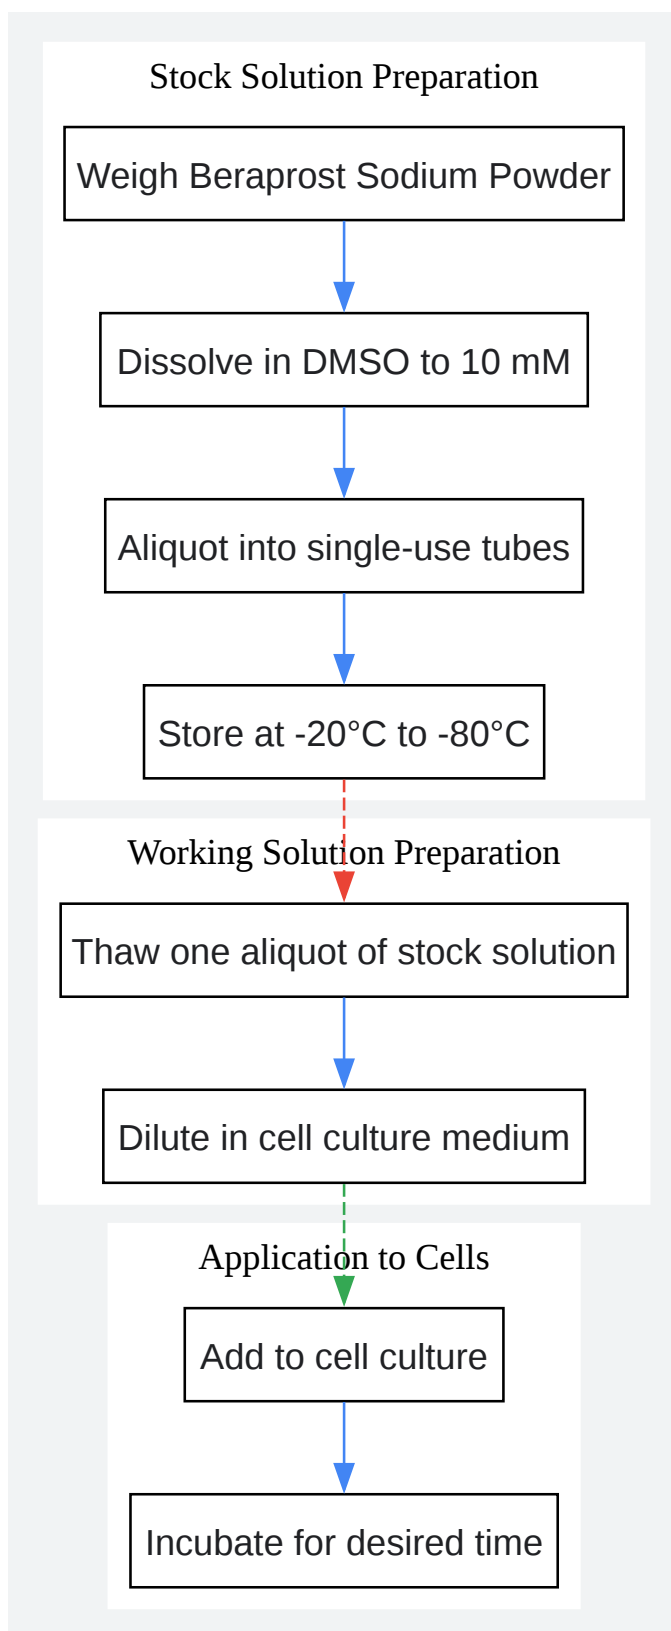 Stock Solution Preparation
Weigh Beraprost Sodium Powder
Dissolve in DMSO to 10 mM
Aliquot into single-use tubes
Store at -20°C to -80°C
Working Solution Preparation
Thaw one aliquot of stock solution
Dilute in cell culture medium
Application to Cells
Add to cell culture
Incubate for desired time